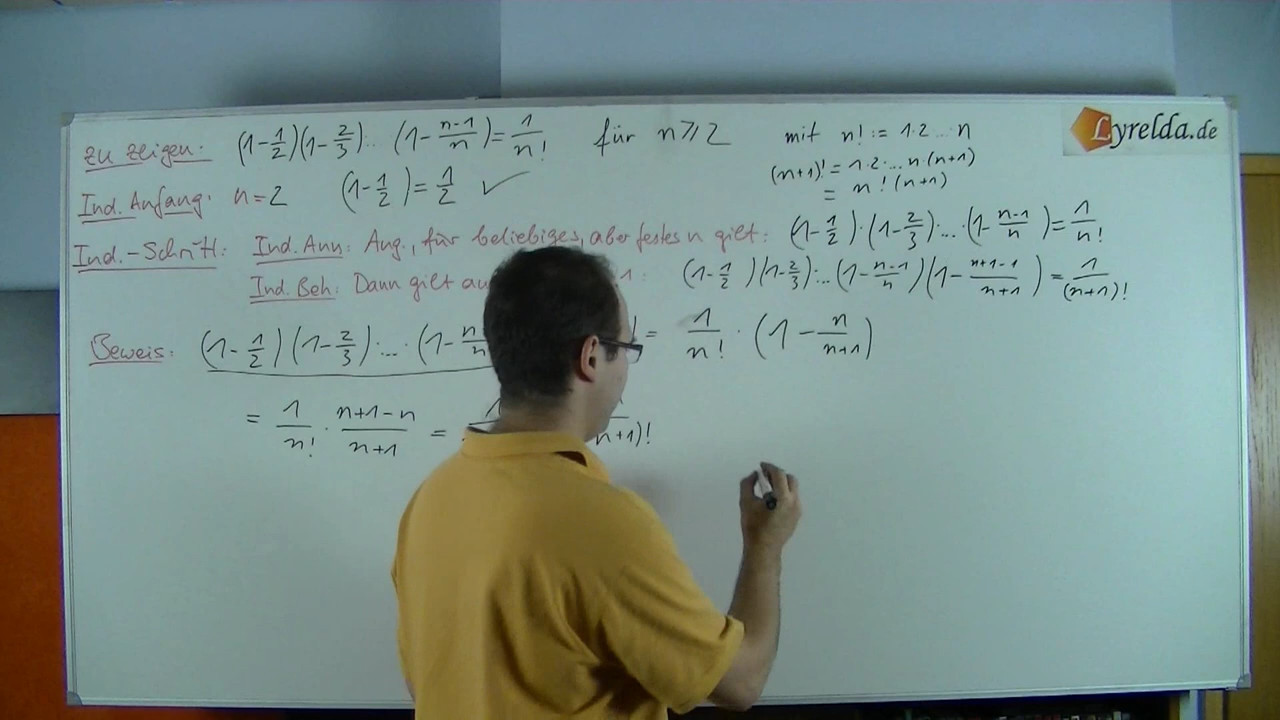 zu zeigen: (1-1/2)(1-2/3)… (1-(n-1)/n)=1/n! für n≥2 mit n! := 1·2…·n
(n+1)! = 1·2·…·n·(n+1)
= n!(n+1)
Ind. Anfang: n=2 (1-1/2)=1/2 ✓
Ind.-Schritt: Ind. Ann: Ang., für beliebiges, aber festes n gilt: (1-1/2)·(1-2/3)·…·(1-(n-1)/n)=1/n!
Ind. Beh: Dann gilt 1: (1-1/2)(1-2/3)·…(1-(n-1)/n)(1-(n+1-1)/(n+1))=1/(n+1)!
Beweis: (1-1/2)(1-2/3)·…·(1- = 1/n! · (1-n/(n+1))
= 1/n! · (n+1-n)/(n+1) = n+1)!
Lyrelda.de